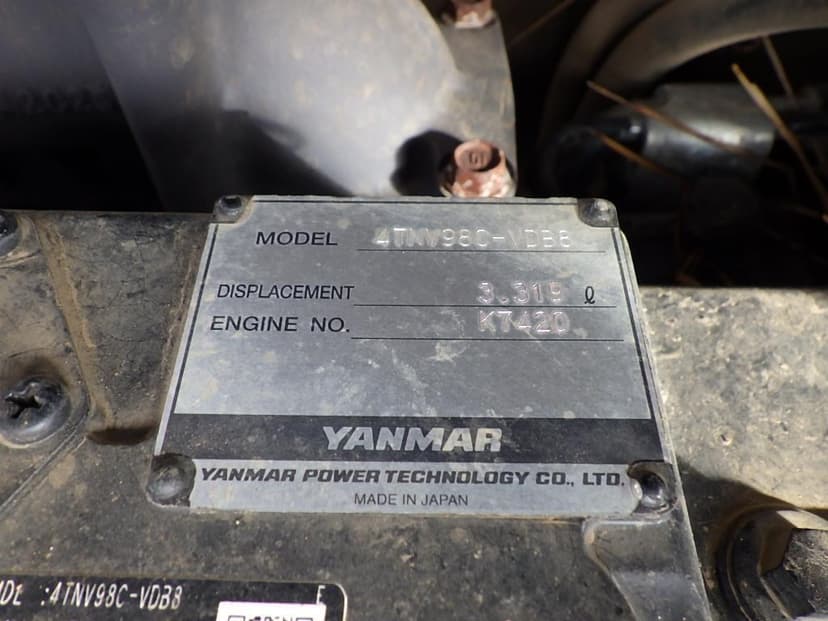 MODEL 4TNV98C-VDB8
DISPLACEMENT 3.319 ℓ
ENGINE NO. K7420
YANMAR
YANMAR POWER TECHNOLOGY CO., LTD.
MADE IN JAPAN
:4TNV98C-VDB8 E